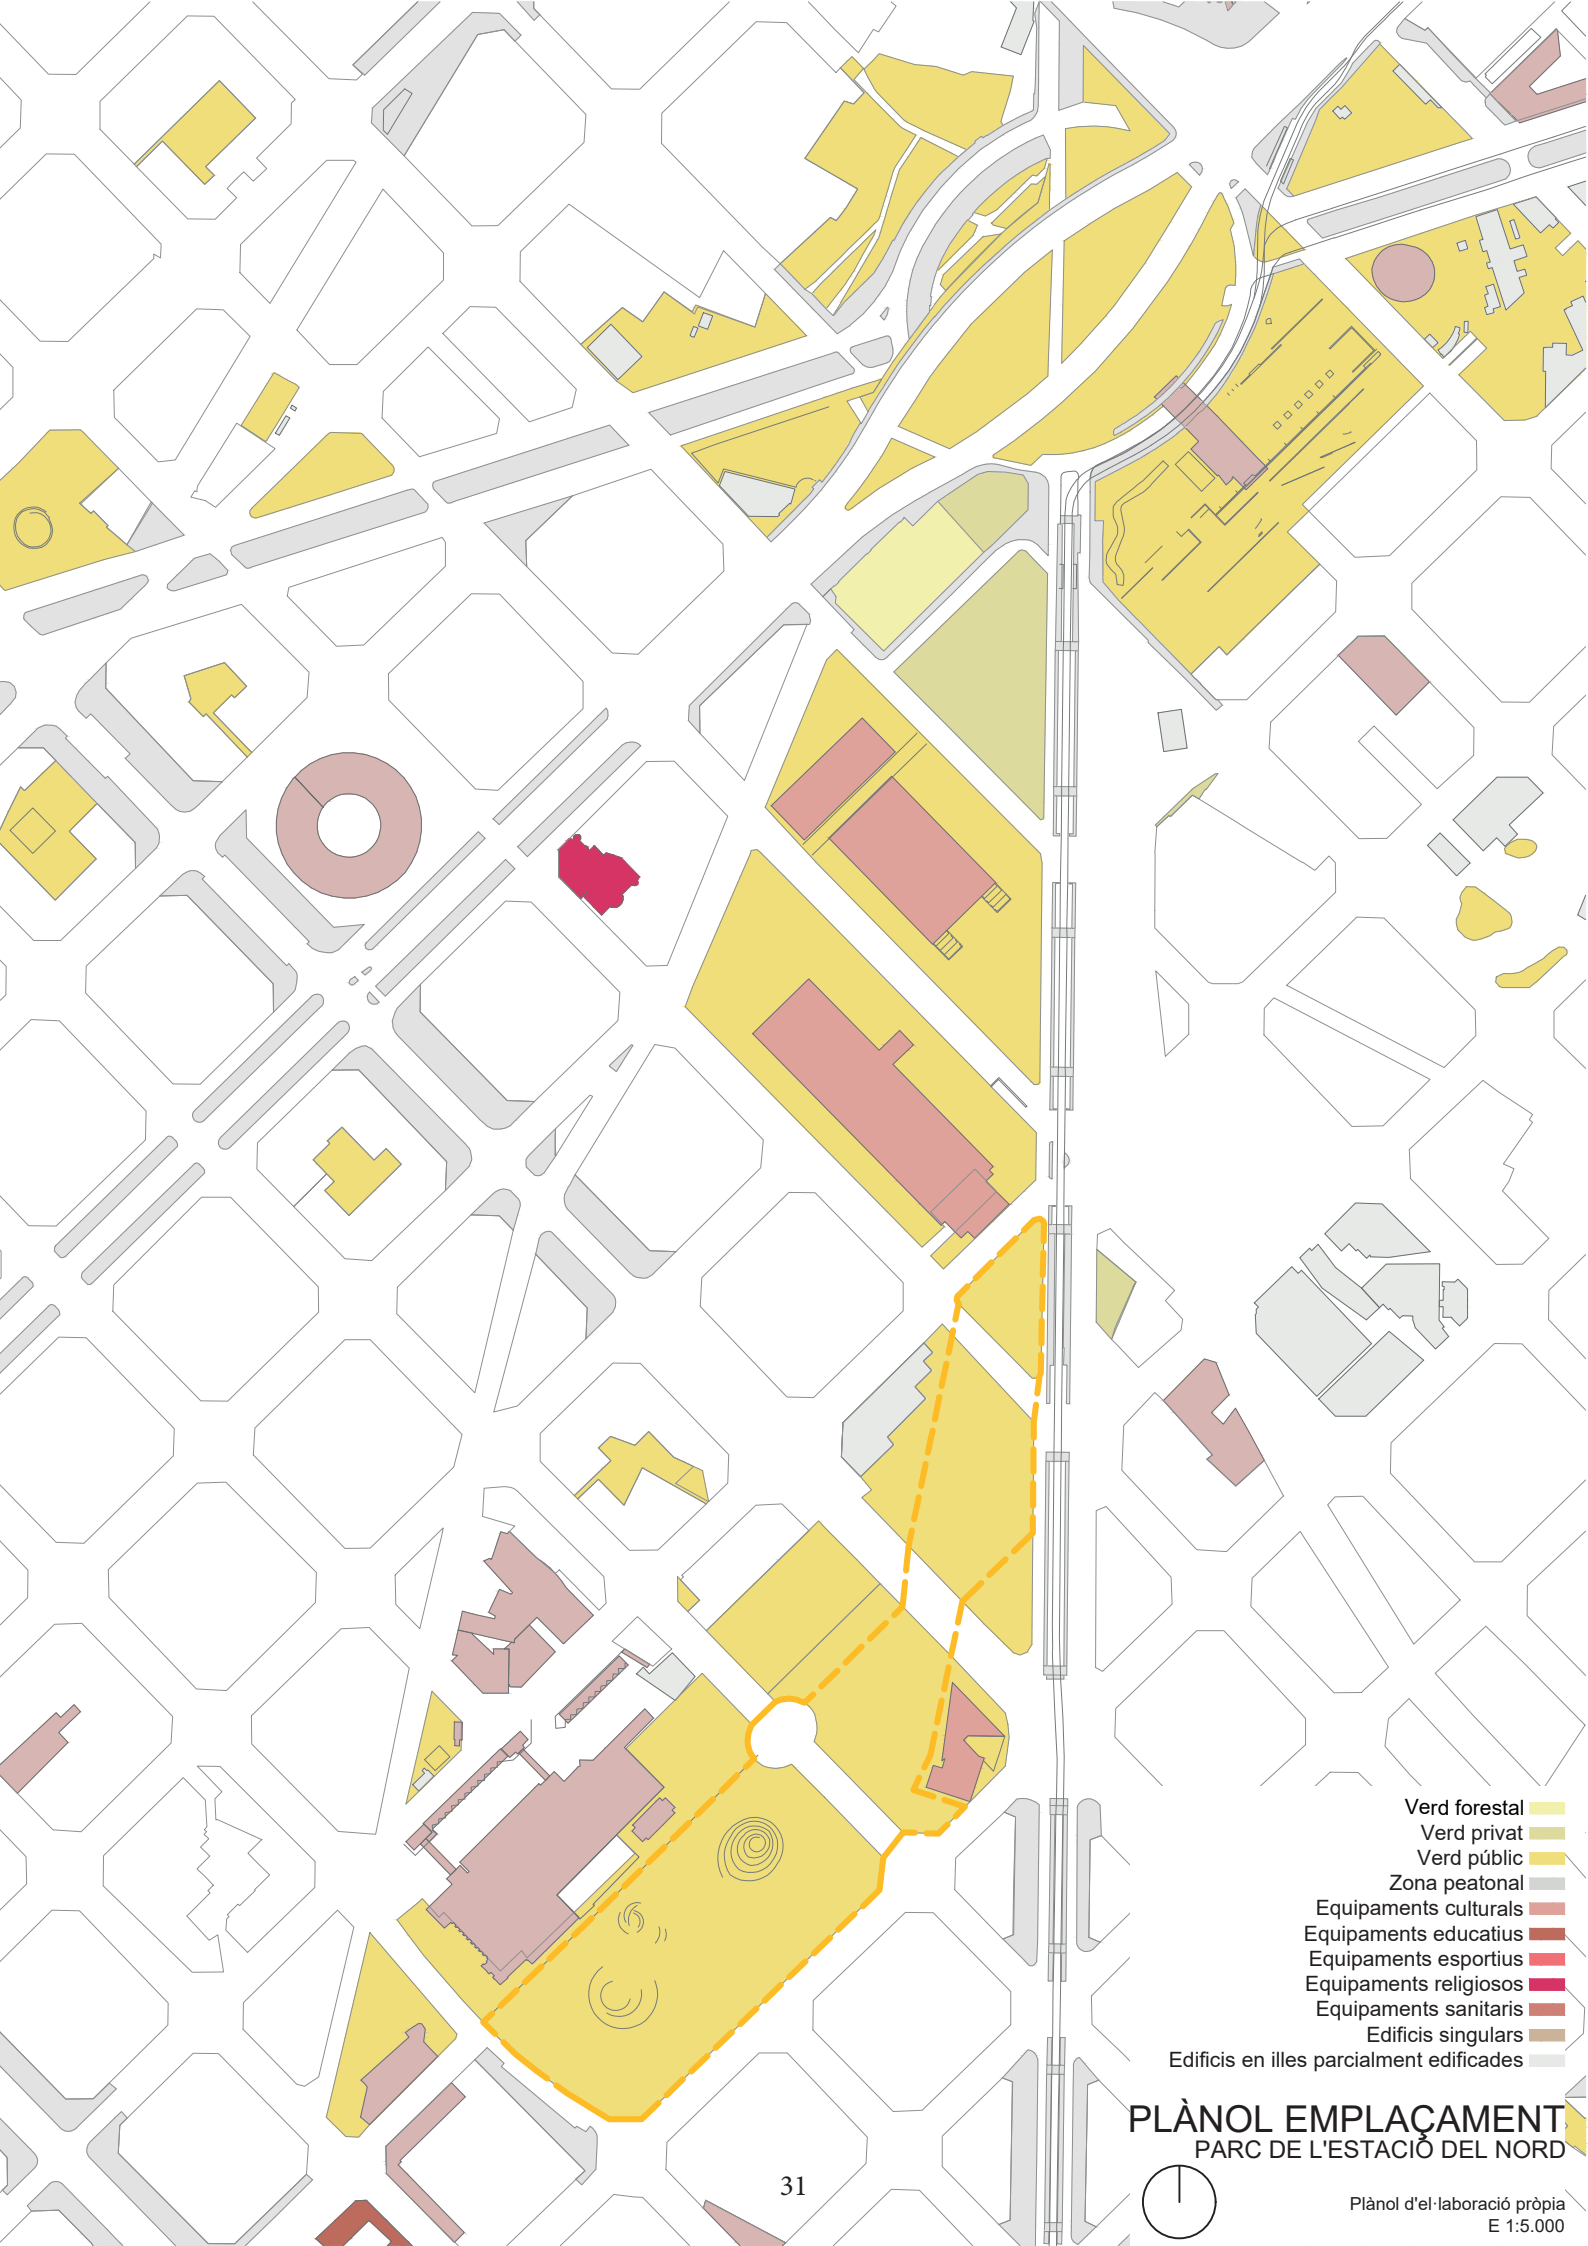 Verd forestal
Verd privat
Verd públic
Zona peatonal
Equipaments culturals
Equipaments educatius
Equipaments esportius
Equipaments religiosos
Equipaments sanitaris
Edificis singulars
Edificis en illes parcialment edificades
PLÀNOL EMPLAÇAMENT
PARC DE L'ESTACIÓ DEL NORD
31
Plànol d'el·laboració pròpia
E 1:5.000